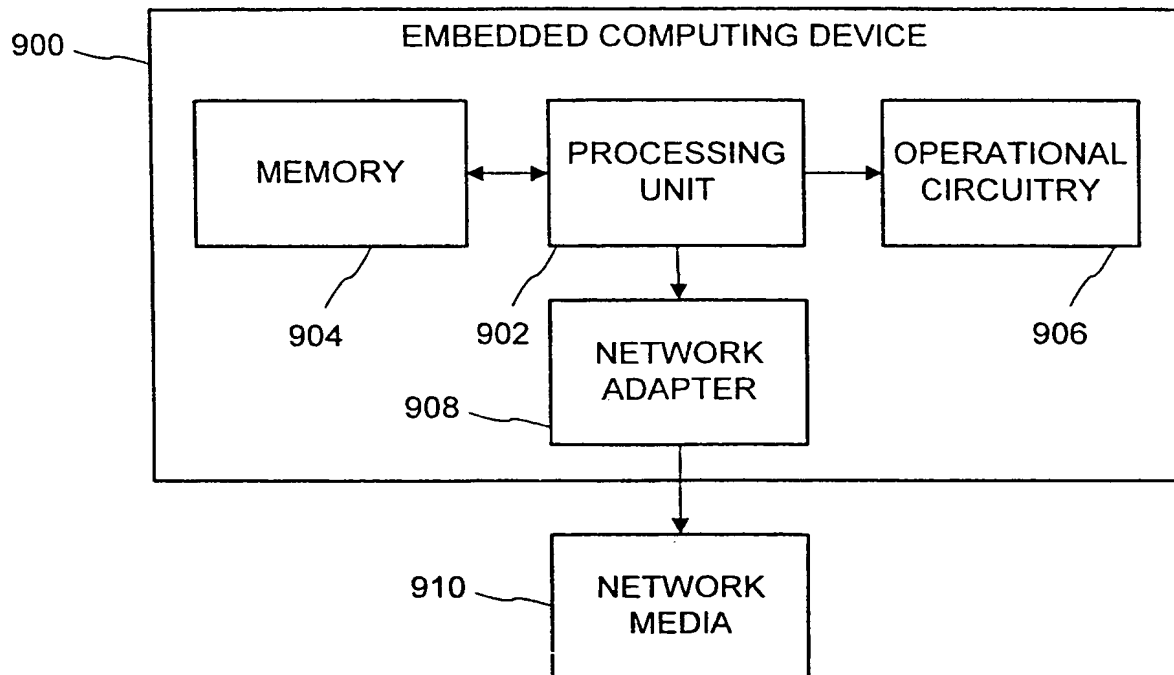 900
EMBEDDED COMPUTING DEVICE
MEMORY
PROCESSING
UNIT
OPERATIONAL
CIRCUITRY
904
902
906
NETWORK
ADAPTER
908
910
NETWORK
MEDIA